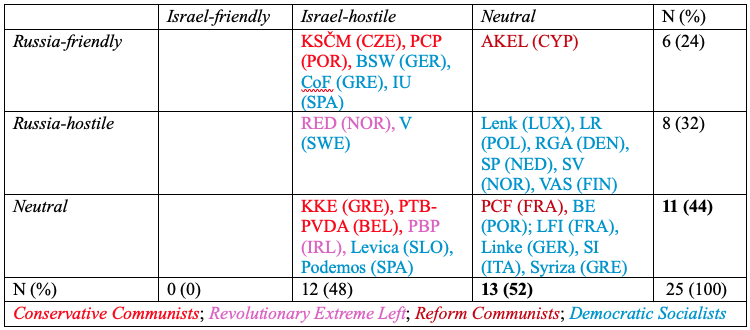 Israel-friendly Israel-hostile Neutral N (%)
Russia-friendly KSČM (CZE), PCP AKEL (CYP) 6 (24)
(POR), BSW (GER),
CoF (GRE), IU
(SPA)
Russia-hostile RED (NOR), V Lenk (LUX), LR 8 (32)
(SWE) (POL), RGA (DEN),
SP (NED), SV
(NOR), VAS (FIN)
Neutral KKE (GRE), PTB- PCF (FRA), BE 11 (44)
PVDA (BEL), PBP (POR); LFI (FRA),
(IRL), Levica (SLO), Linke (GER), SI
Podemos (SPA) (ITA), Syriza (GRE)
N (%) 0 (0) 12 (48) 13 (52) 25 (100)
Conservative Communists; Revolutionary Extreme Left; Reform Communists; Democratic Socialists